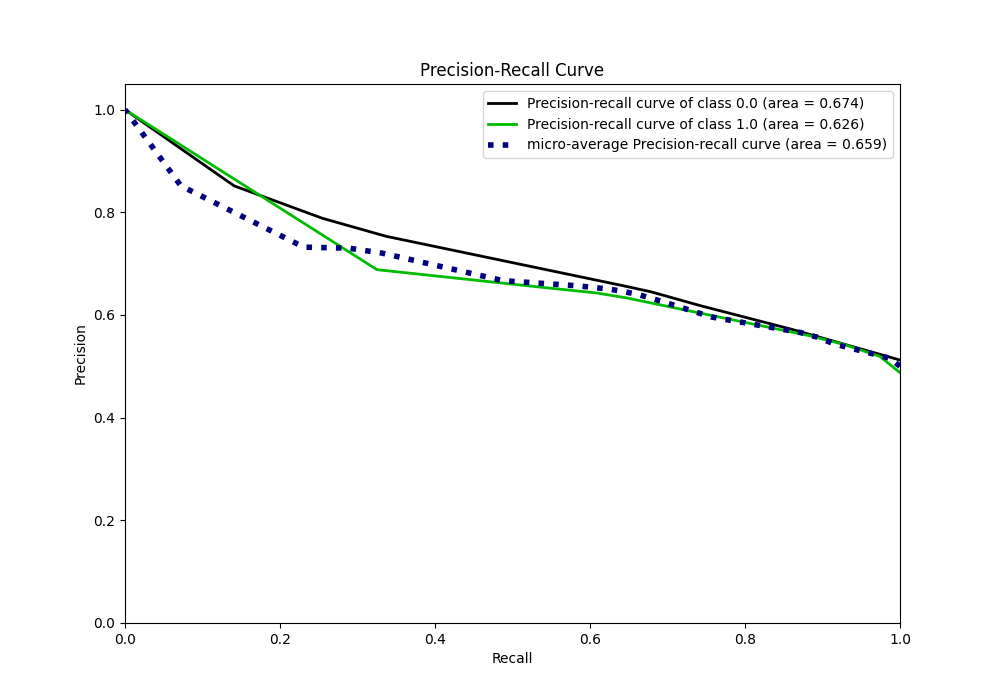 Precision-Recall Curve
Precision-recall curve of class 0.0 (area = 0.674)
Precision-recall curve of class 1.0 (area = 0.626)
micro-average Precision-recall curve (area = 0.659)
Precision
1.0
0.8
0.6
0.4
0.2
0.0
0.0 0.2 0.4 0.6 0.8 1.0
Recall